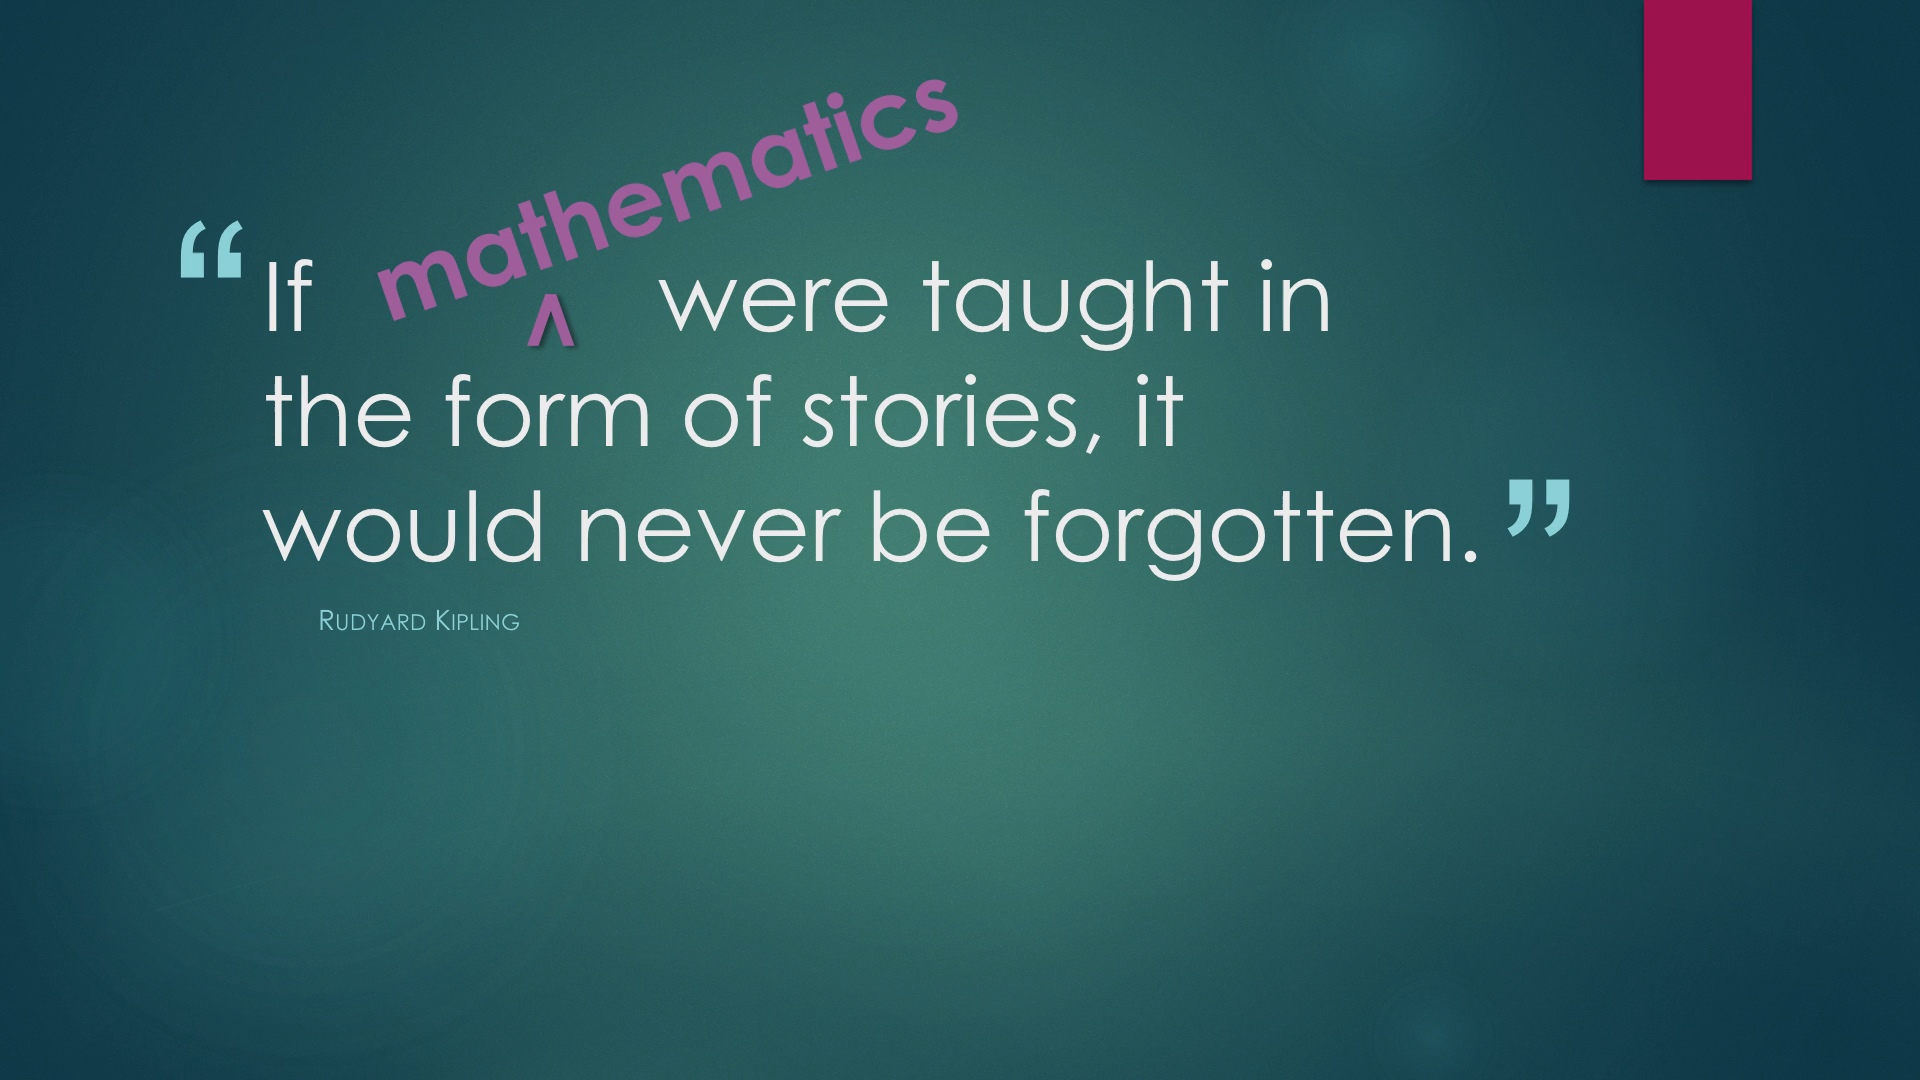 mathematics
“If ^ were taught in
the form of stories, it
would never be forgotten.”
Rudyard Kipling